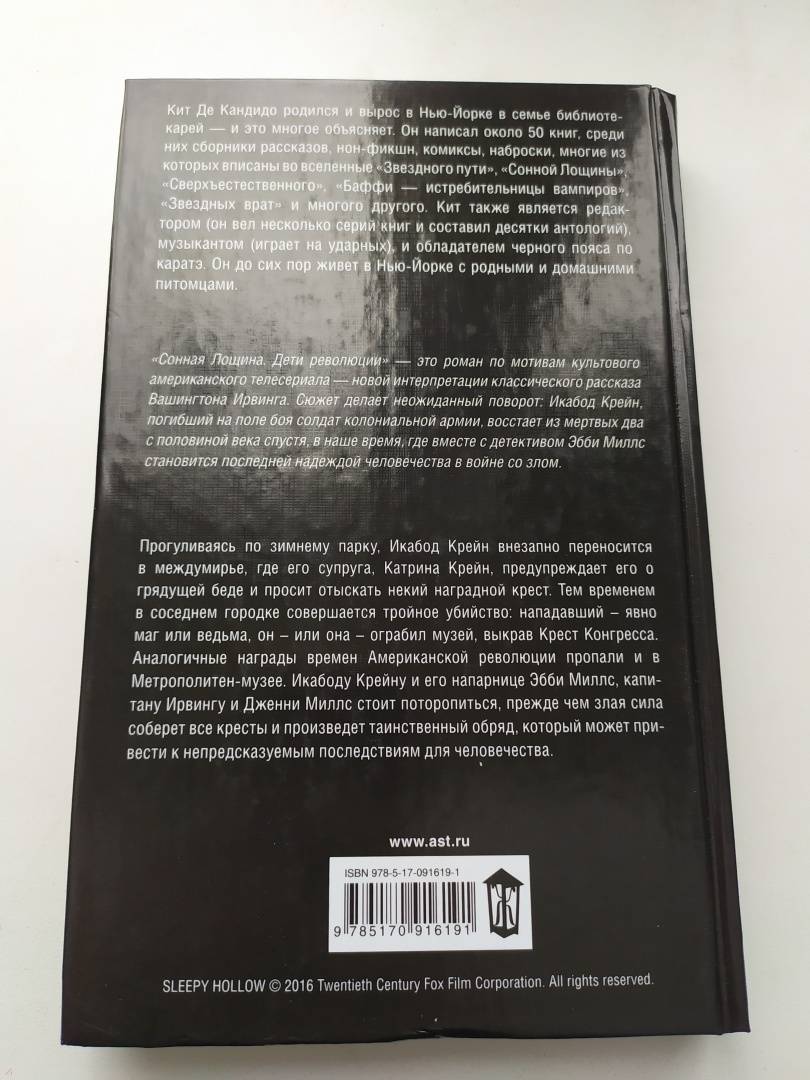 Кит Де Кандидо родился и вырос в Нью-Йорке в семье библиоте-
карей — и это многое объясняет. Он написал около 50 книг, среди
них сборники рассказов, нон-фикшн, комиксы, наброски, многие из
которых вписаны во вселенные «Звездного пути», «Сонной Лощины»,
«Сверхъестественного», «Баффи — истребительницы вампиров»,
«Звездных врат» и многого другого. Кит также является редак-
тором (он вел несколько серий книг и составил десятки антологий),
музыкантом (играет на ударных), и обладателем черного пояса по
каратэ. Он до сих пор живет в Нью-Йорке с родными и домашними
питомцами.
«Сонная Лощина. Дети революции» — это роман по мотивам культового
американского телесериала — новой интерпретации классического рассказа
Вашингтона Ирвинга. Сюжет делает неожиданный поворот: Икабод Крейн,
погибший на поле боя солдат колониальной армии, восстает из мертвых два
с половиной века спустя, в наше время, где вместе с детективом Эбби Миллс
становится последней надеждой человечества в войне со злом.
Прогуливаясь по зимнему парку, Икабод Крейн внезапно переносится
в междумирье, где его супруга, Катрина Крейн, предупреждает его о
грядущей беде и просит отыскать некий наградной крест. Тем временем
в соседнем городке совершается тройное убийство: нападавший – явно
маг или ведьма, он – или она – ограбил музей, выкрав Крест Конгресса.
Аналогичные награды времен Американской революции пропали и в
Метрополитен-музее. Икабоду Крейну и его напарнице Эбби Миллс, капи-
тану Ирвингу и Дженни Миллс стоит поторопиться, прежде чем злая сила
соберет все кресты и произведет таинственный обряд, который может при-
вести к непредсказуемым последствиям для человечества.
www.ast.ru
ISBN 978-5-17-091619-1
9 785170 916191
SLEEPY HOLLOW © 2016 Twentieth Century Fox Film Corporation. All rights reserved.